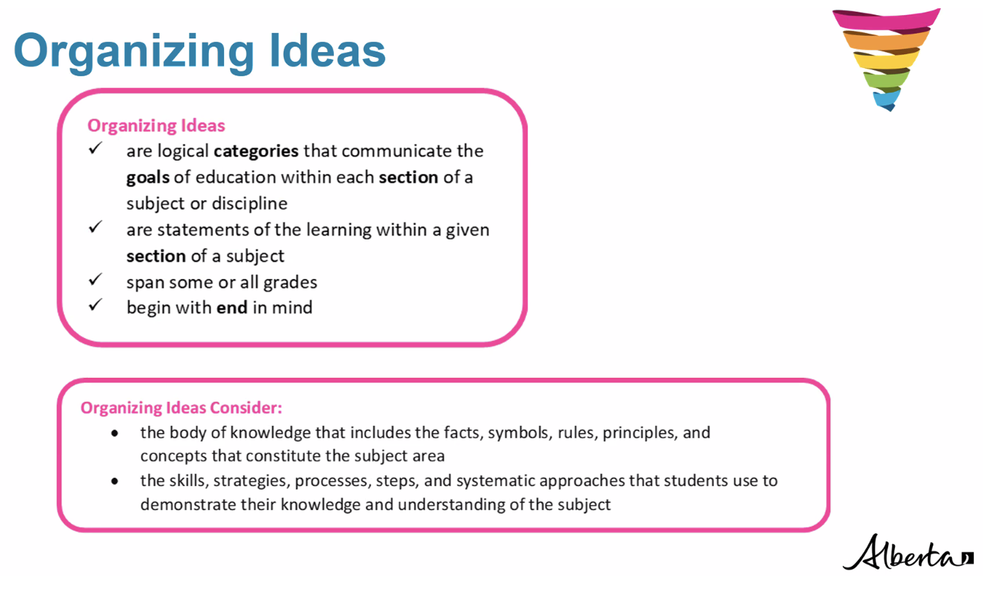 Organizing Ideas
Organizing Ideas
✓ are logical categories that communicate the
goals of education within each section of a
subject or discipline
✓ are statements of the learning within a given
section of a subject
✓ span some or all grades
✓ begin with end in mind
Organizing Ideas Consider:
• the body of knowledge that includes the facts, symbols, rules, principles, and
concepts that constitute the subject area
• the skills, strategies, processes, steps, and systematic approaches that students use to
demonstrate their knowledge and understanding of the subject
Alberta